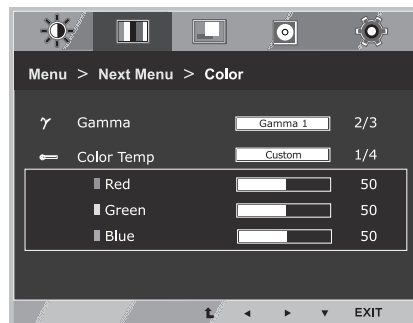 Menu > Next Menu > Color
γ Gamma Gamma 1 2/3
Color Temp Custom 1/4
Red 50
Green 50
Blue 50
EXIT